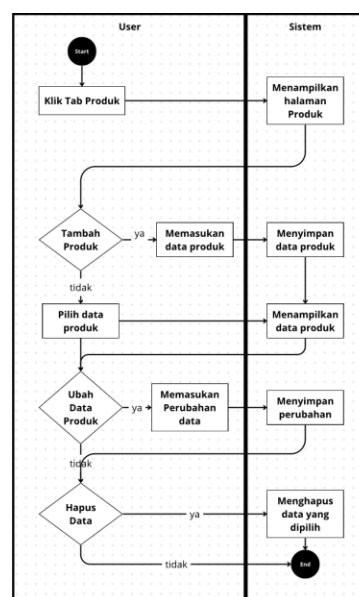 User
Sistem
Start
Klik Tab Produk
Menampilkan
halaman
Produk
Tambah
Produk
ya
Memasukan
data produk
Menyimpan
data produk
tidak
Pilih data
produk
Menampilkan
data produk
Ubah
Data
Produk
ya
Memasukan
Perubahan
data
Menyimpan
perubahan
tidak
Hapus
Data
ya
Menghapus
data yang
dipilih
tidak
End